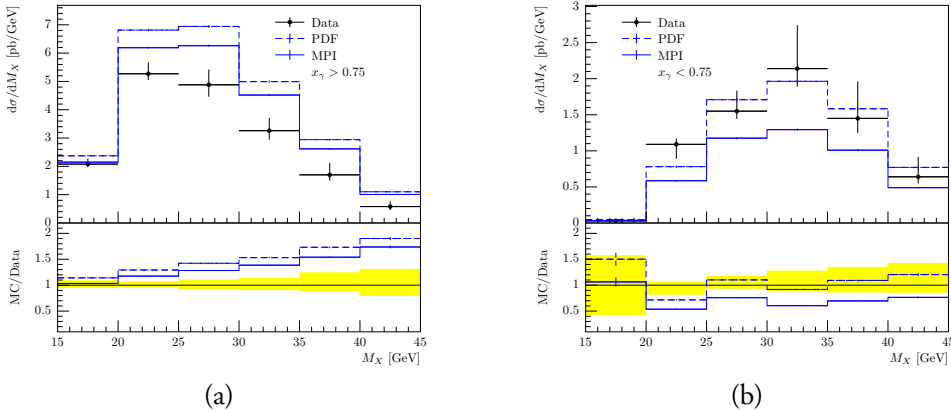 dσ/dM_X [pb/GeV]
7
6
5
4
3
2
1
0
Data
PDF
MPI
x_γ > 0.75
MC/Data
2
1.5
1
0.5
15 20 25 30 35 40 45
M_X [GeV]
(a)
dσ/dM_X [pb/GeV]
3
2.5
2
1.5
1
0.5
0
Data
PDF
MPI
x_γ < 0.75
MC/Data
2
1.5
1
0.5
15 20 25 30 35 40 45
M_X [GeV]
(b)